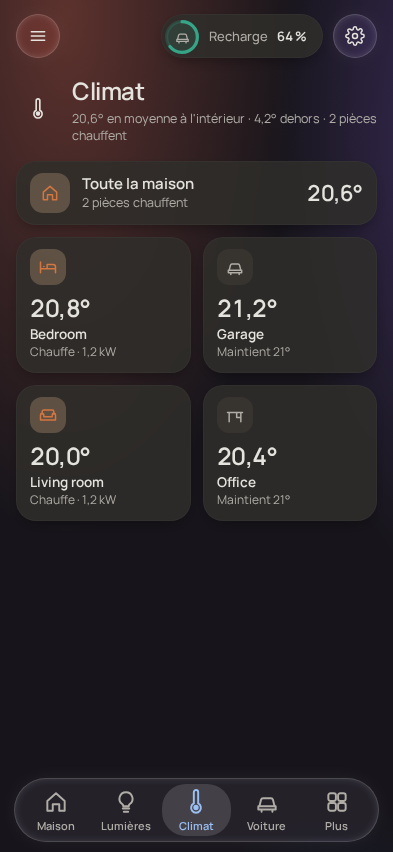 Recharge 64 %
Climat
20,6° en moyenne à l'intérieur · 4,2° dehors · 2 pièces
chauffent
Toute la maison
2 pièces chauffent
20,6°
20,8°
Bedroom
Chauffe · 1,2 kW
21,2°
Garage
Maintient 21°
20,0°
Living room
Chauffe · 1,2 kW
20,4°
Office
Maintient 21°
Maison
Lumières
Climat
Voiture
Plus